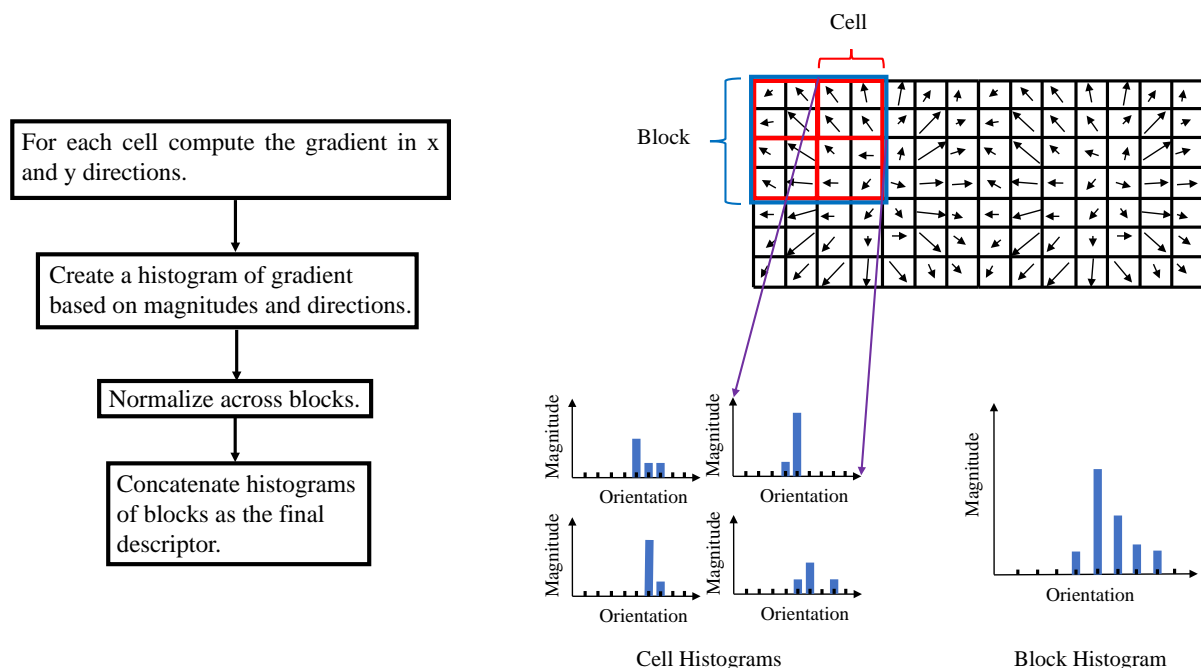 For each cell compute the gradient in x
and y directions.
Create a histogram of gradient
based on magnitudes and directions.
Normalize across blocks.
Concatenate histograms
of blocks as the final
descriptor.
Cell
Block
Magnitude
Orientation
Magnitude
Orientation
Magnitude
Orientation
Magnitude
Orientation
Cell Histograms
Magnitude
Orientation
Block Histogram